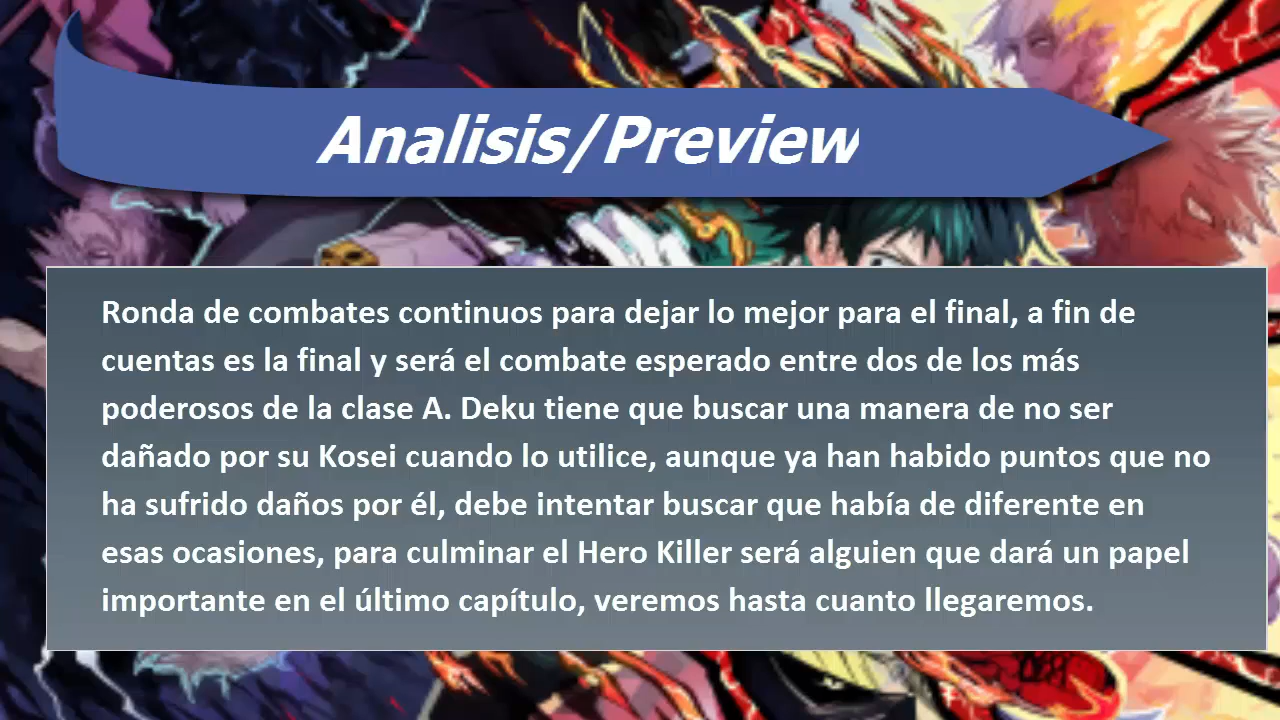 Analisis/Preview
Ronda de combates continuos para dejar lo mejor para el final, a fin de
cuentas es la final y será el combate esperado entre dos de los más
poderosos de la clase A. Deku tiene que buscar una manera de no ser
dañado por su Kosei cuando lo utilice, aunque ya han habido puntos que no
ha sufrido daños por él, debe intentar buscar que había de diferente en
esas ocasiones, para culminar el Hero Killer será alguien que dará un papel
importante en el último capítulo, veremos hasta cuanto llegaremos.